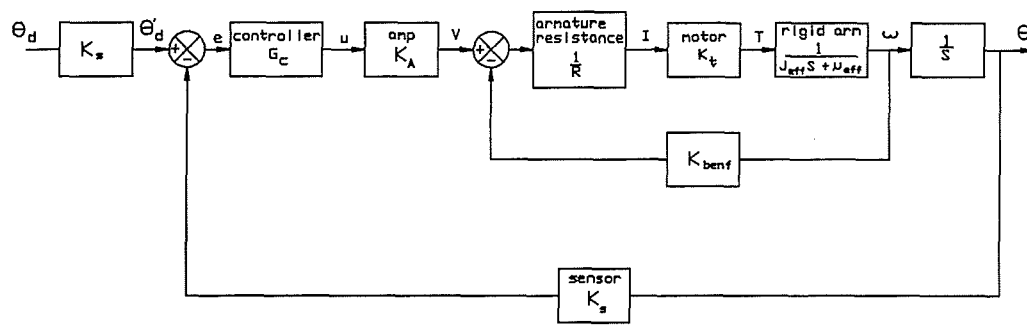 θd
Ks
θ'd
+
-
e
controller
Gc
u
amp
KA
V
+
-
armature
resistance
1
R
I
motor
Kt
T
rigid arm
1
JeffS + μeff
ω
1
S
θ
Kbemf
sensor
Ks